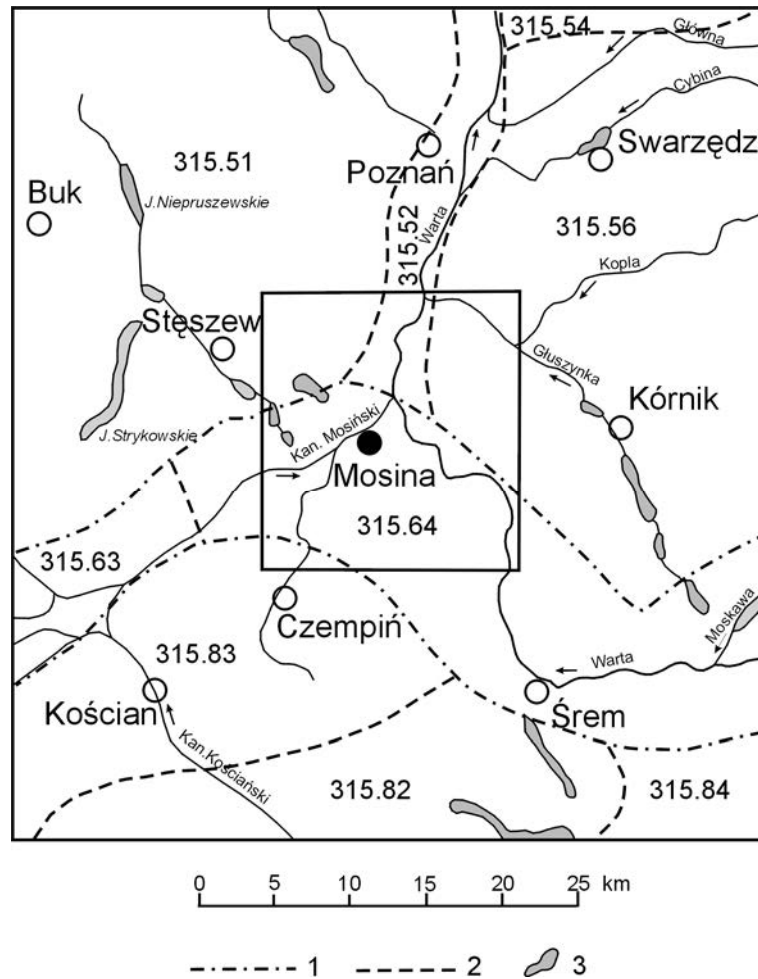 315.54
Główna
Cybina
Swarzędz
Poznań
315.51
Buk
J.Niepruszewskie
315.52
Warta
315.56
Kopla
Stęszew
Głuszynka
Kórnik
J.Strykowskie
Kan. Mosiński
Mosina
315.64
315.63
Czempiń
Moskawa
315.83
Warta
Kościan
Śrem
Kan.Kościański
315.82
315.84
0 5 10 15 20 25 km
1 2 3